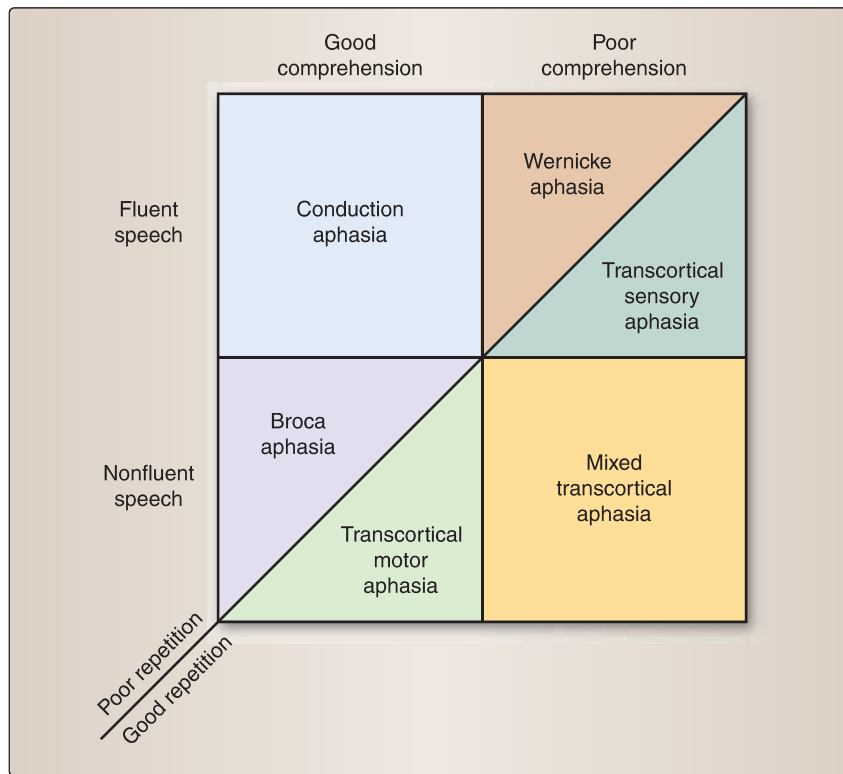 Good
comprehension
Poor
comprehension
Fluent
speech
Conduction
aphasia
Wernicke
aphasia
Transcortical
sensory
aphasia
Nonfluent
speech
Broca
aphasia
Transcortical
motor
aphasia
Mixed
transcortical
aphasia
Poor repetition
Good repetition